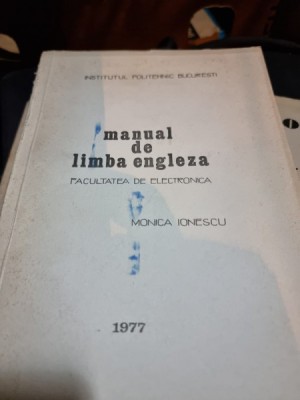 INSTITUTUL POLITEHNIC BUCURESTI
manual
de
limba engleza
FACULTATEA DE ELECTRONICA
MONICA IONESCU
1977